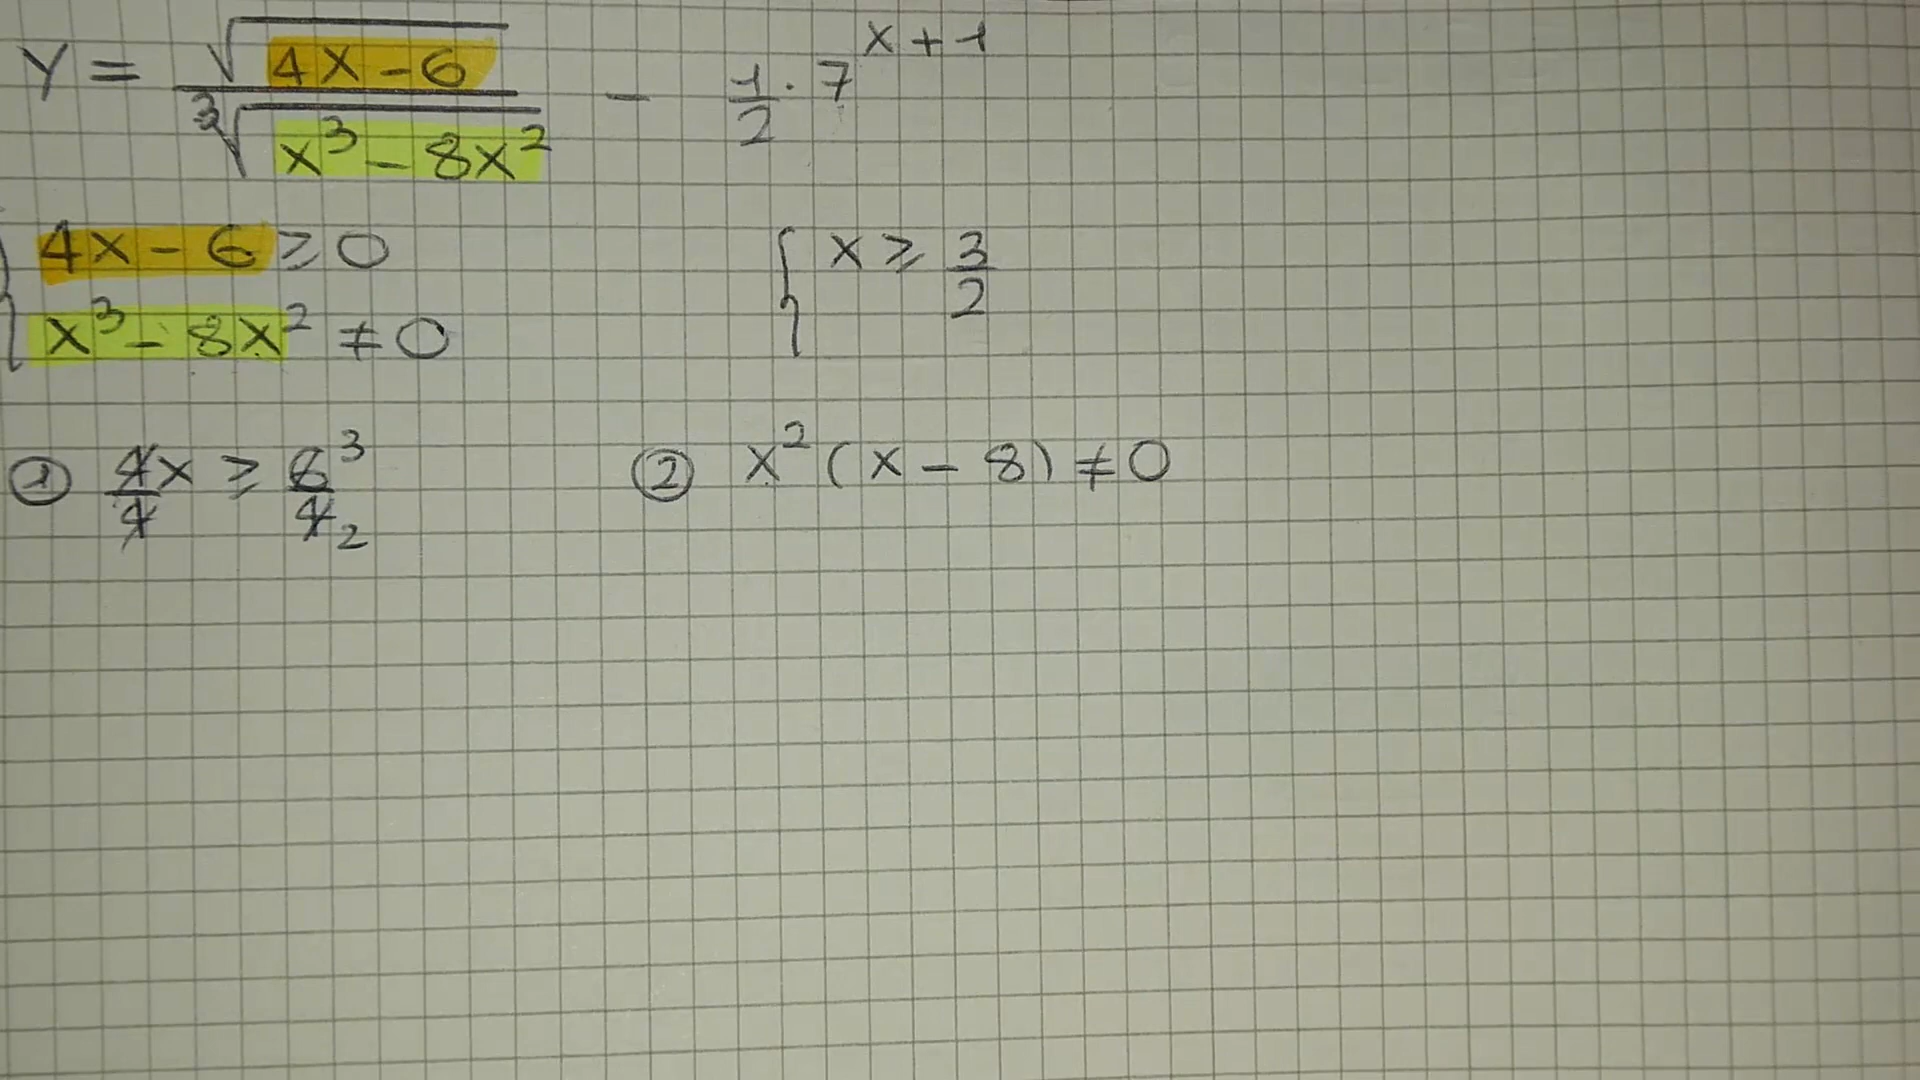 Y = √(4x - 6) / ∛(x³ - 8x²) - 1/2 · 7^(x+1)
{ 4x - 6 ≥ 0
{ x³ - 8x² ≠ 0
{ x ≥ 3/2
① 4x/4 ≥ 6/4 3 2
② x² (x - 8) ≠ 0